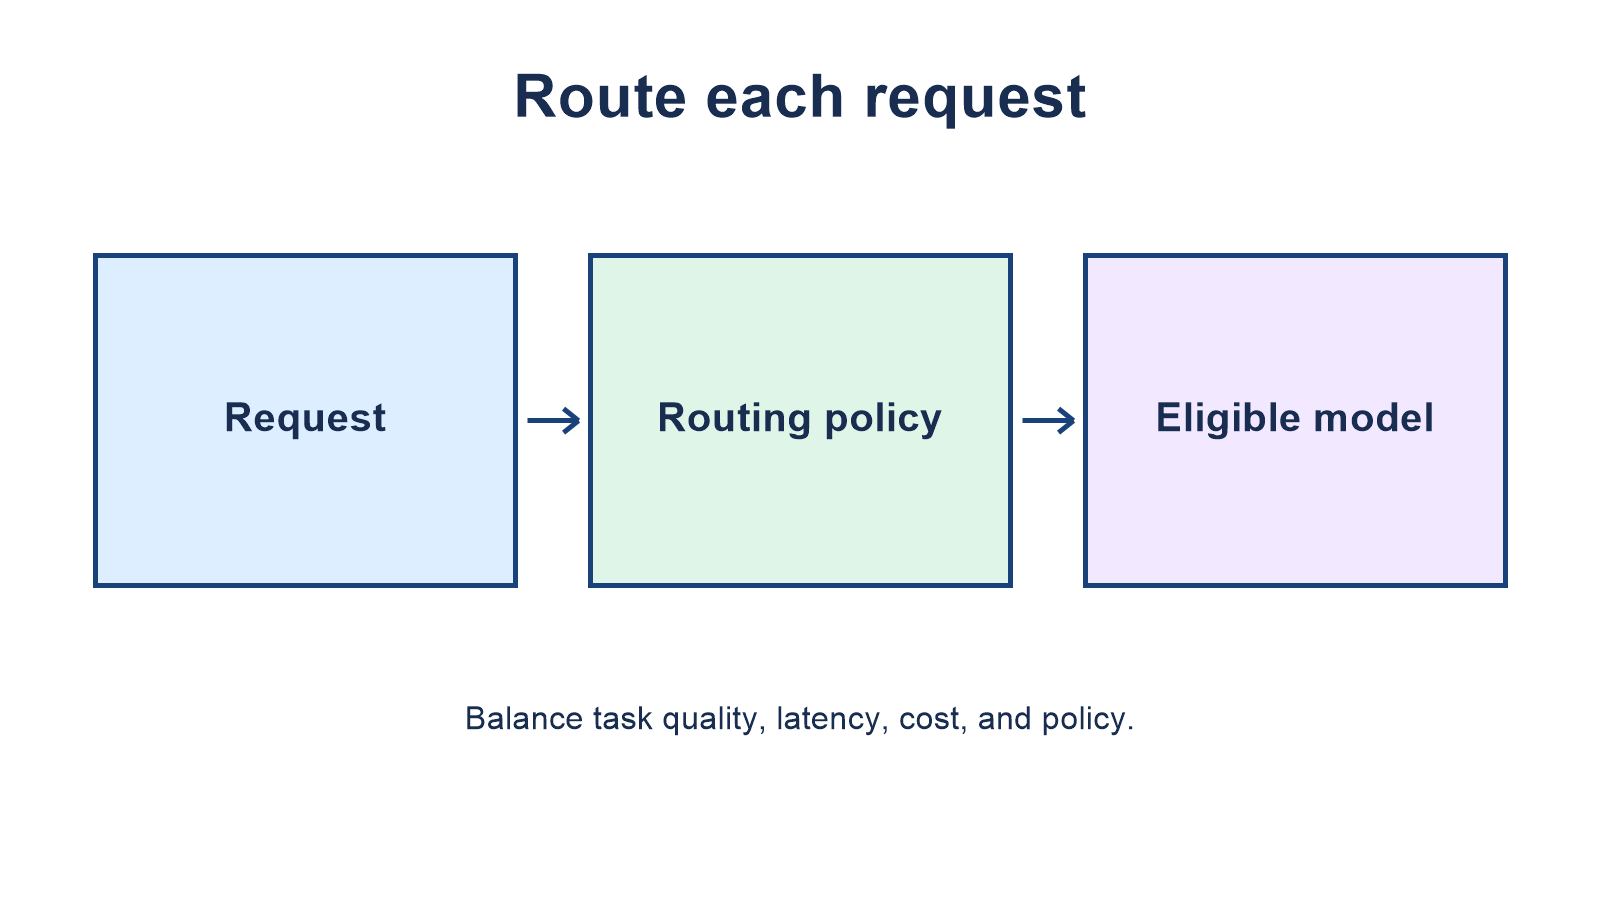 Route each request
Request
Routing policy
Eligible model
Balance task quality, latency, cost, and policy.